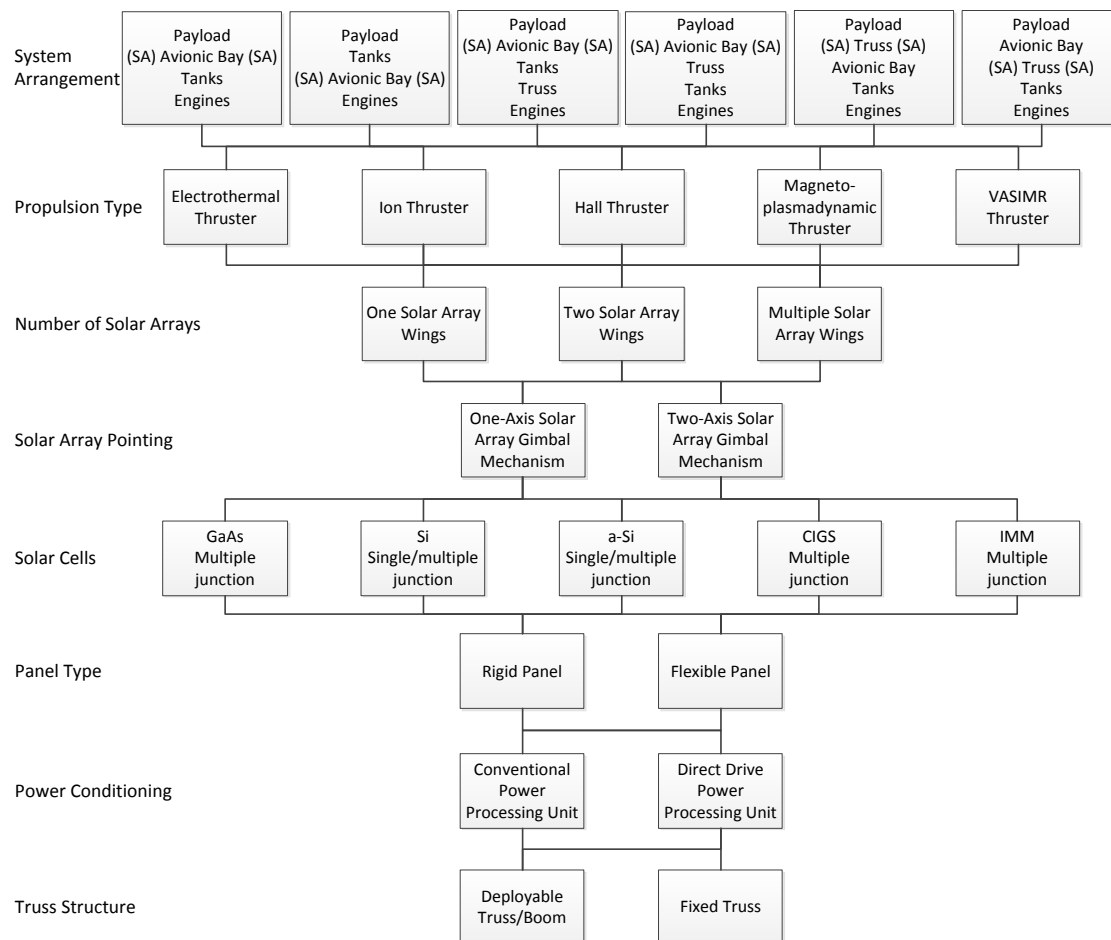 System
Arrangement
Payload
(SA) Avionic Bay (SA)
Tanks
Engines
Payload
Tanks
(SA) Avionic Bay (SA)
Engines
Payload
(SA) Avionic Bay (SA)
Tanks
Truss
Engines
Payload
(SA) Avionic Bay (SA)
Truss
Tanks
Engines
Payload
(SA) Truss (SA)
Avionic Bay
Tanks
Engines
Payload
Avionic Bay
(SA) Truss (SA)
Tanks
Engines
Propulsion Type
Electrothermal
Thruster
Ion Thruster
Hall Thruster
Magneto-
plasmadynamic
Thruster
VASIMR
Thruster
Number of Solar Arrays
One Solar Array
Wings
Two Solar Array
Wings
Multiple Solar
Array Wings
Solar Array Pointing
One-Axis Solar
Array Gimbal
Mechanism
Two-Axis Solar
Array Gimbal
Mechanism
Solar Cells
GaAs
Multiple
junction
Si
Single/multiple
junction
a-Si
Single/multiple
junction
CIGS
Multiple
junction
IMM
Multiple
junction
Panel Type
Rigid Panel
Flexible Panel
Power Conditioning
Conventional
Power
Processing Unit
Direct Drive
Power
Processing Unit
Truss Structure
Deployable
Truss/Boom
Fixed Truss